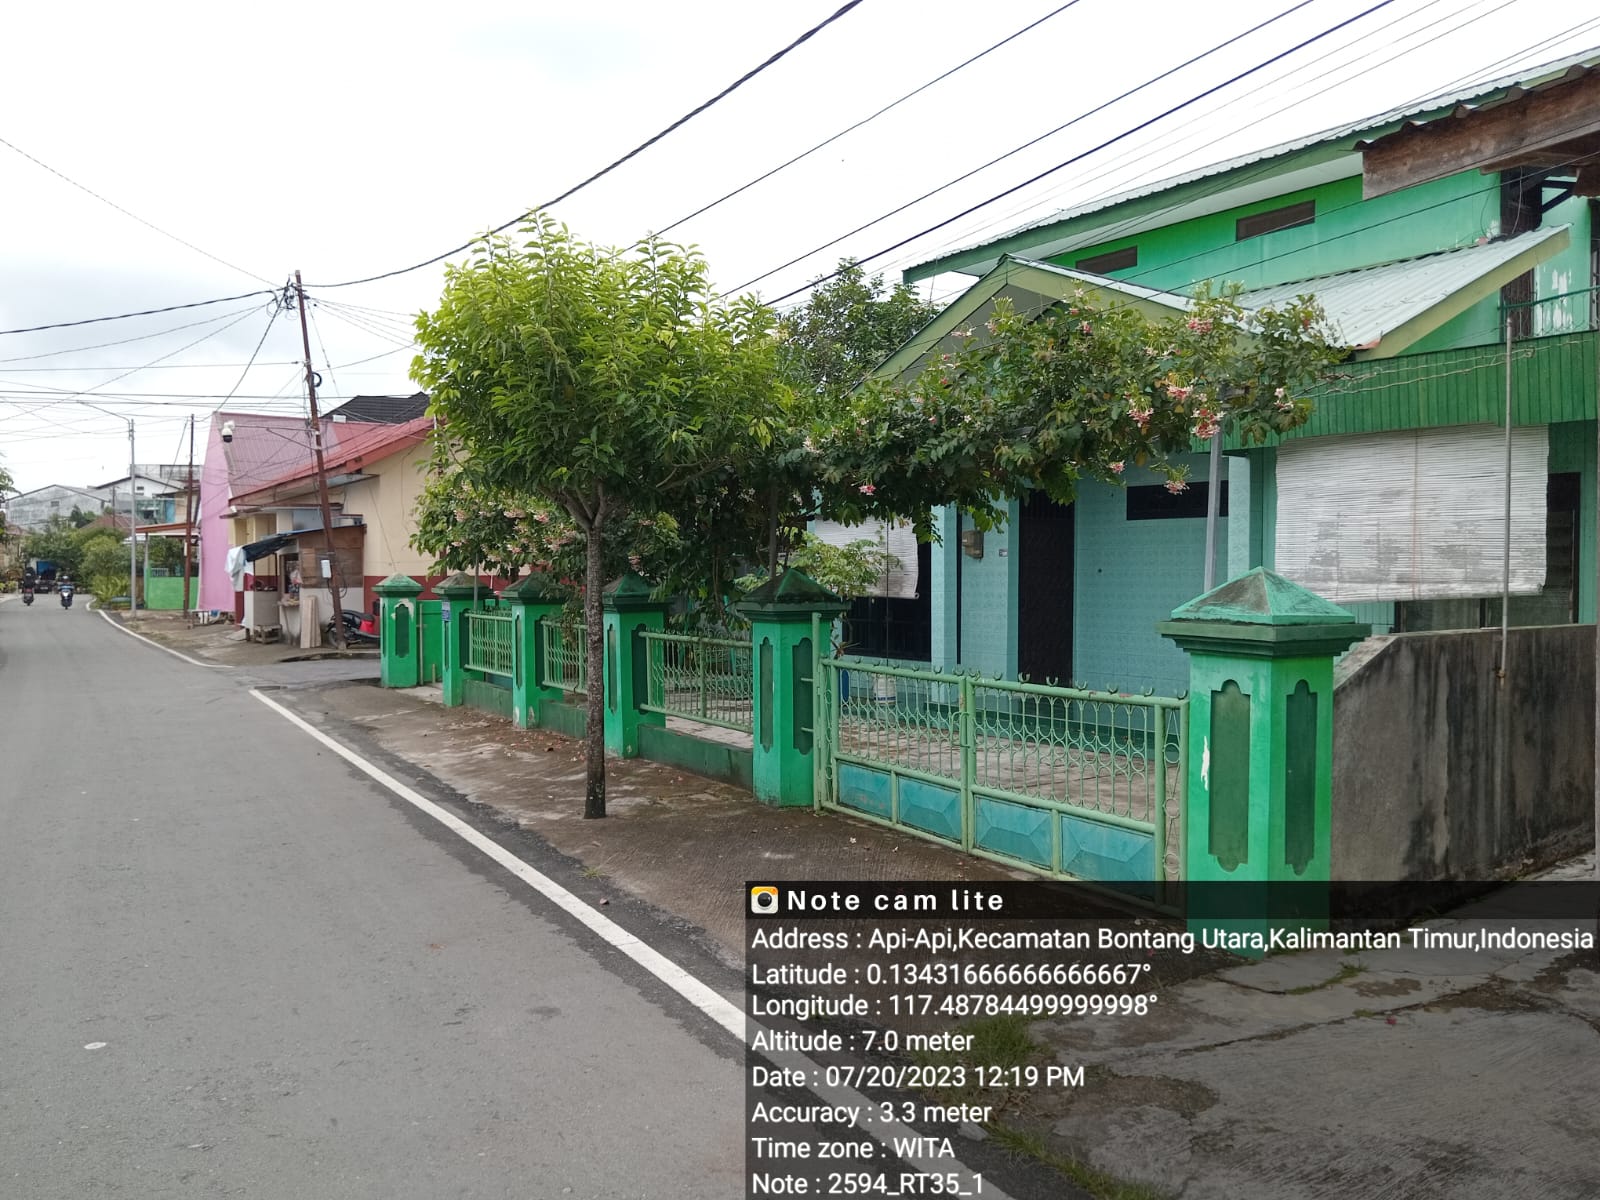 Note cam lite
Address : Api-Api,Kecamatan Bontang Utara,Kalimantan Timur,Indonesia
Latitude : 0.13431666666666667°
Longitude : 117.48784499999998°
Altitude : 7.0 meter
Date : 07/20/2023 12:19 PM
Accuracy : 3.3 meter
Time zone : WITA
Note : 2594_RT35_1